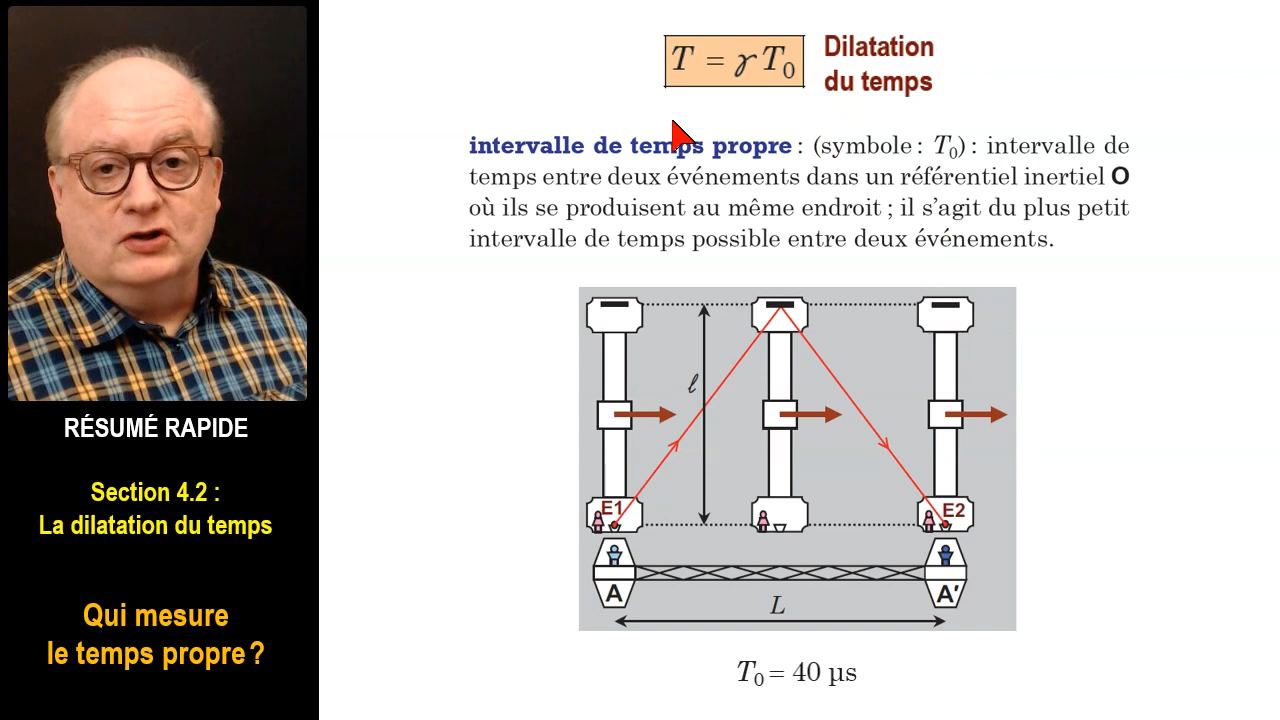 T = γ T₀
Dilatation
du temps
intervalle de temps propre : (symbole : T₀) : intervalle de
temps entre deux événements dans un référentiel inertiel O
où ils se produisent au même endroit ; il s’agit du plus petit
intervalle de temps possible entre deux événements.
ℓ
E1
E2
A
A′
L
T₀ = 40 µs
RÉSUMÉ RAPIDE
Section 4.2 :
La dilatation du temps
Qui mesure
le temps propre ?